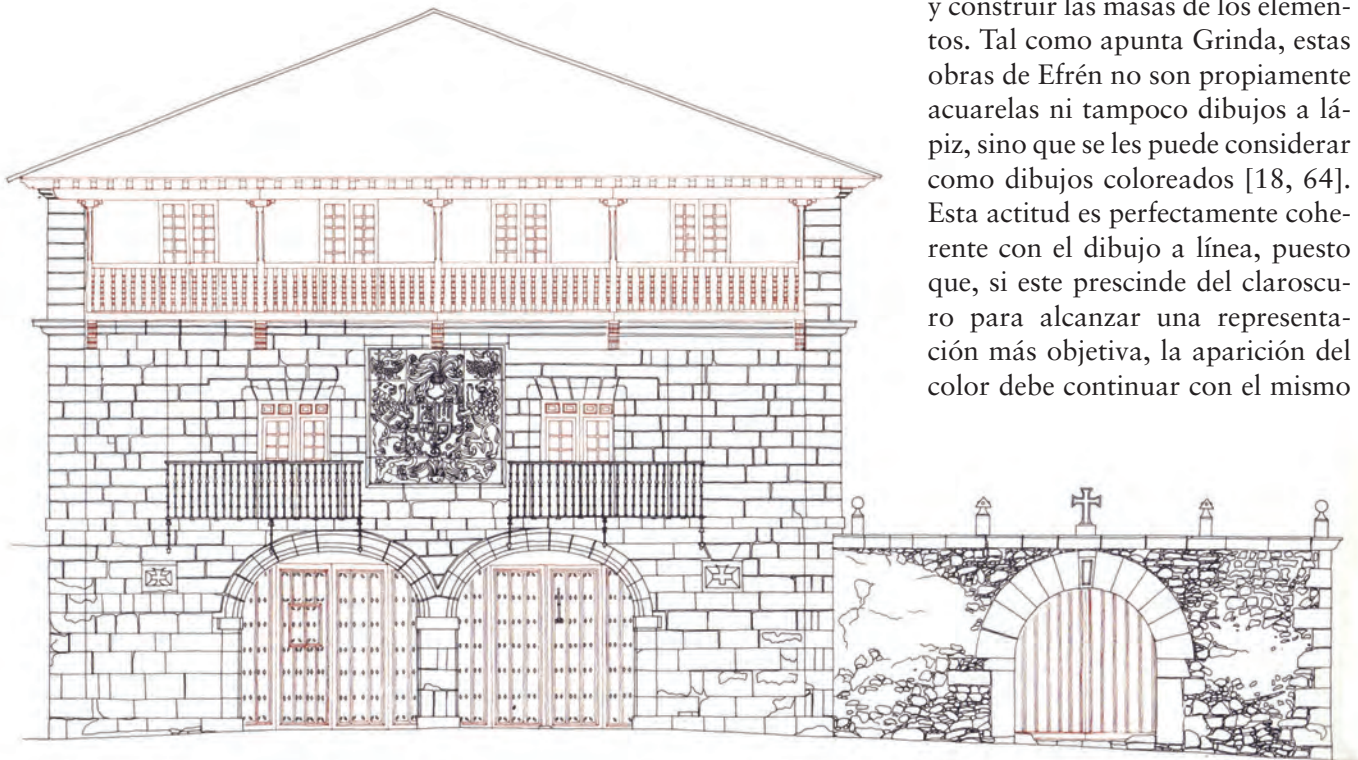 y construir las masas de los elemen-
tos. Tal como apunta Grinda, estas
obras de Efrén no son propiamente
acuarelas ni tampoco dibujos a lá-
piz, sino que se les puede considerar
como dibujos coloreados [18, 64].
Esta actitud es perfectamente cohe-
rente con el dibujo a línea, puesto
que, si este prescinde del claroscu-
ro para alcanzar una representa-
ción más objetiva, la aparición del
color debe continuar con el mismo